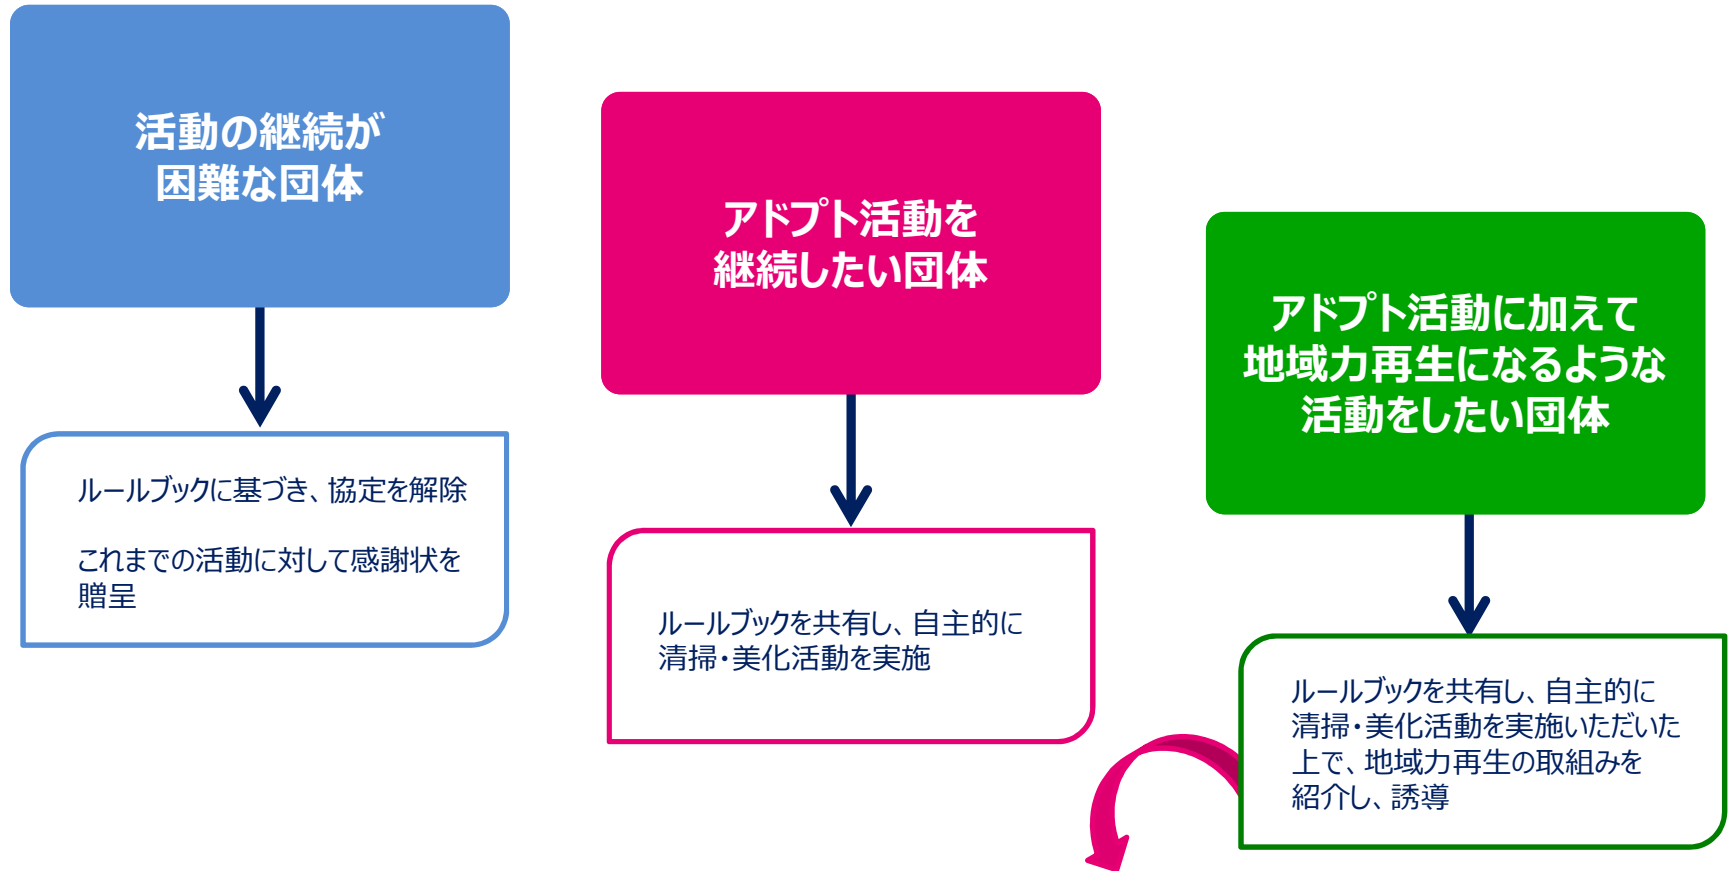 活動の継続が
困難な団体
ルールブックに基づき、協定を解除
これまでの活動に対して感謝状を
贈呈
アドプト活動を
継続したい団体
ルールブックを共有し、自主的に
清掃・美化活動を実施
アドプト活動に加えて
地域力再生になるような
活動をしたい団体
ルールブックを共有し、自主的に
清掃・美化活動を実施いただいた
上で、地域力再生の取組みを
紹介し、誘導